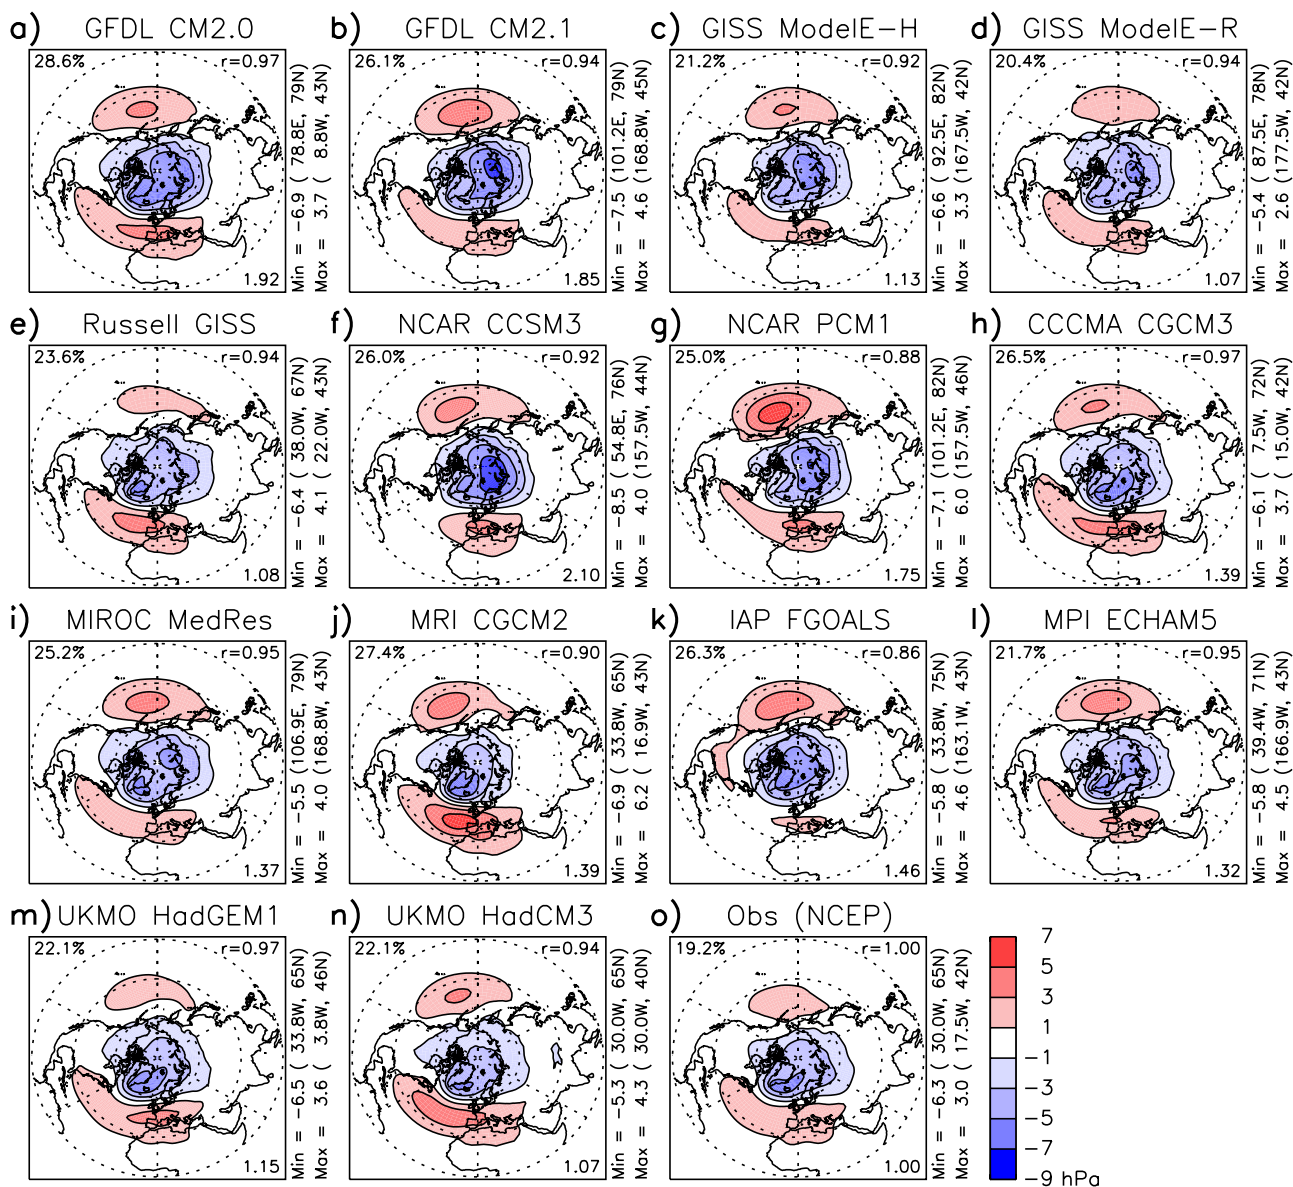 a) GFDL CM2.0
28.6% r=0.97
1.92
Min = -6.9 ( 78.8E, 79N)
Max = 3.7 ( 8.8W, 43N)
b) GFDL CM2.1
26.1% r=0.94
1.85
Min = -7.5 (101.2E, 79N)
Max = 4.6 (168.8W, 45N)
c) GISS ModelE-H
21.2% r=0.92
1.13
Min = -6.6 ( 92.5E, 82N)
Max = 3.3 (167.5W, 42N)
d) GISS ModelE-R
20.4% r=0.94
1.07
Min = -5.4 ( 87.5E, 78N)
Max = 2.6 (177.5W, 42N)
e) Russell GISS
23.6% r=0.94
1.08
Min = -6.4 ( 38.0W, 67N)
Max = 4.1 ( 22.0W, 43N)
f) NCAR CCSM3
26.0% r=0.92
2.10
Min = -8.5 ( 54.8E, 76N)
Max = 4.0 (157.5W, 44N)
g) NCAR PCM1
25.0% r=0.88
1.75
Min = -7.1 (101.2E, 82N)
Max = 6.0 (157.5W, 46N)
h) CCCMA CGCM3
26.5% r=0.97
1.39
Min = -6.1 ( 7.5W, 72N)
Max = 3.7 ( 15.0W, 42N)
i) MIROC MedRes
25.2% r=0.95
1.37
Min = -5.5 (106.9E, 79N)
Max = 4.0 (168.8W, 43N)
j) MRI CGCM2
27.4% r=0.90
1.39
Min = -6.9 ( 33.8W, 65N)
Max = 6.2 ( 16.9W, 43N)
k) IAP FGOALS
26.3% r=0.86
1.46
Min = -5.8 ( 33.8W, 75N)
Max = 4.6 (163.1W, 43N)
l) MPI ECHAM5
21.7% r=0.95
1.32
Min = -5.8 ( 39.4W, 71N)
Max = 4.5 (166.9W, 43N)
m) UKMO HadGEM1
22.1% r=0.97
1.15
Min = -6.5 ( 33.8W, 65N)
Max = 3.6 ( 3.8W, 46N)
n) UKMO HadCM3
22.1% r=0.94
1.07
Min = -5.3 ( 30.0W, 65N)
Max = 4.3 ( 30.0W, 40N)
o) Obs (NCEP)
19.2% r=1.00
1.00
Min = -6.3 ( 30.0W, 65N)
Max = 3.0 ( 17.5W, 42N)
7
5
3
1
-1
-3
-5
-7
-9 hPa